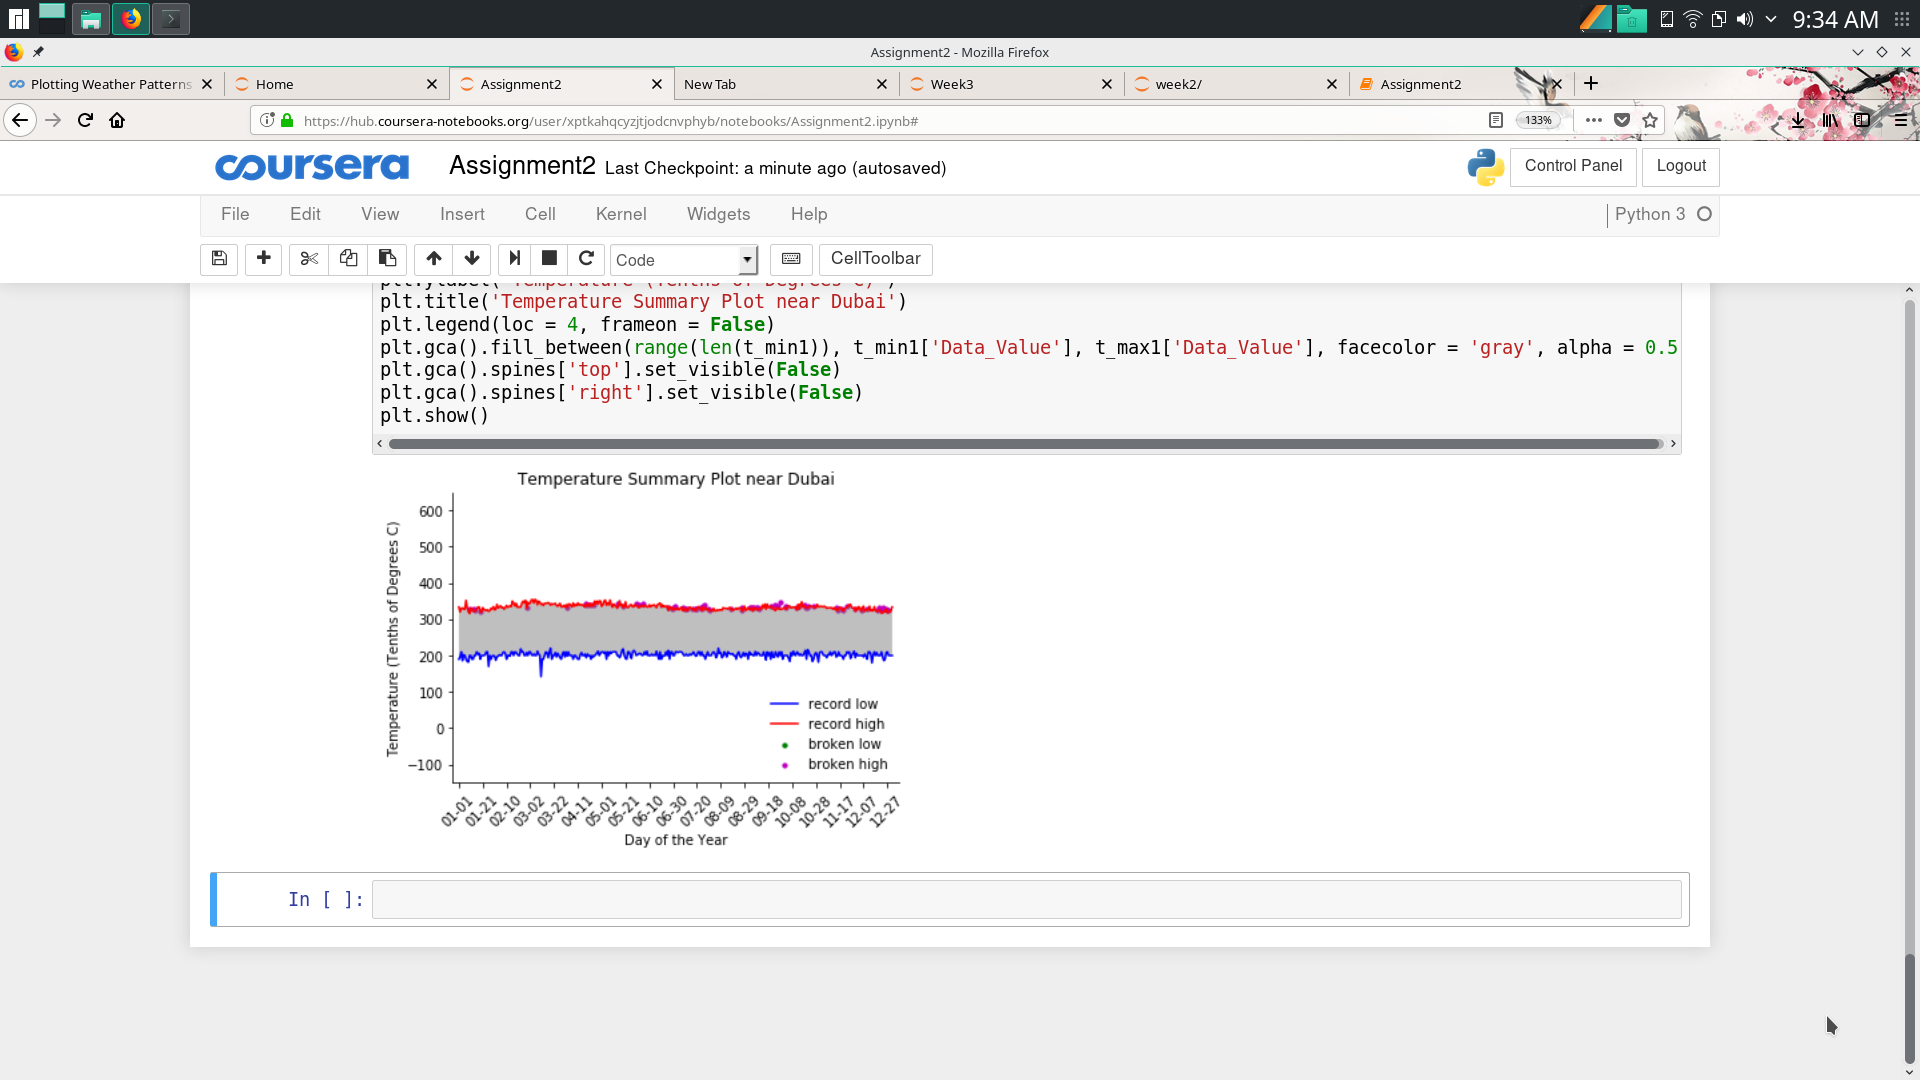 9:34 AM
Assignment2 - Mozilla Firefox
Plotting Weather Patterns
Home
Assignment2
New Tab
Week3
week2/
Assignment2
https://hub.coursera-notebooks.org/user/xptkahqcyzjtjodcnvphyb/notebooks/Assignment2.ipynb#
133%
coursera
Assignment2 Last Checkpoint: a minute ago (autosaved)
Control Panel
Logout
File Edit View Insert Cell Kernel Widgets Help
Python 3
Code
CellToolbar
plt.ylabel('Temperature (Tenths of Degrees C)')
plt.title('Temperature Summary Plot near Dubai')
plt.legend(loc = 4, frameon = False)
plt.gca().fill_between(range(len(t_min1)), t_min1['Data_Value'], t_max1['Data_Value'], facecolor = 'gray', alpha = 0.5
plt.gca().spines['top'].set_visible(False)
plt.gca().spines['right'].set_visible(False)
plt.show()
Temperature Summary Plot near Dubai
Temperature (Tenths of Degrees C)
600
500
400
300
200
100
0
−100
record low
record high
broken low
broken high
01-01 01-21 02-10 03-02 03-22 04-11 05-01 05-21 06-10 06-30 07-20 08-09 08-29 09-18 10-08 10-28 11-17 12-07 12-27
Day of the Year
In [ ]: